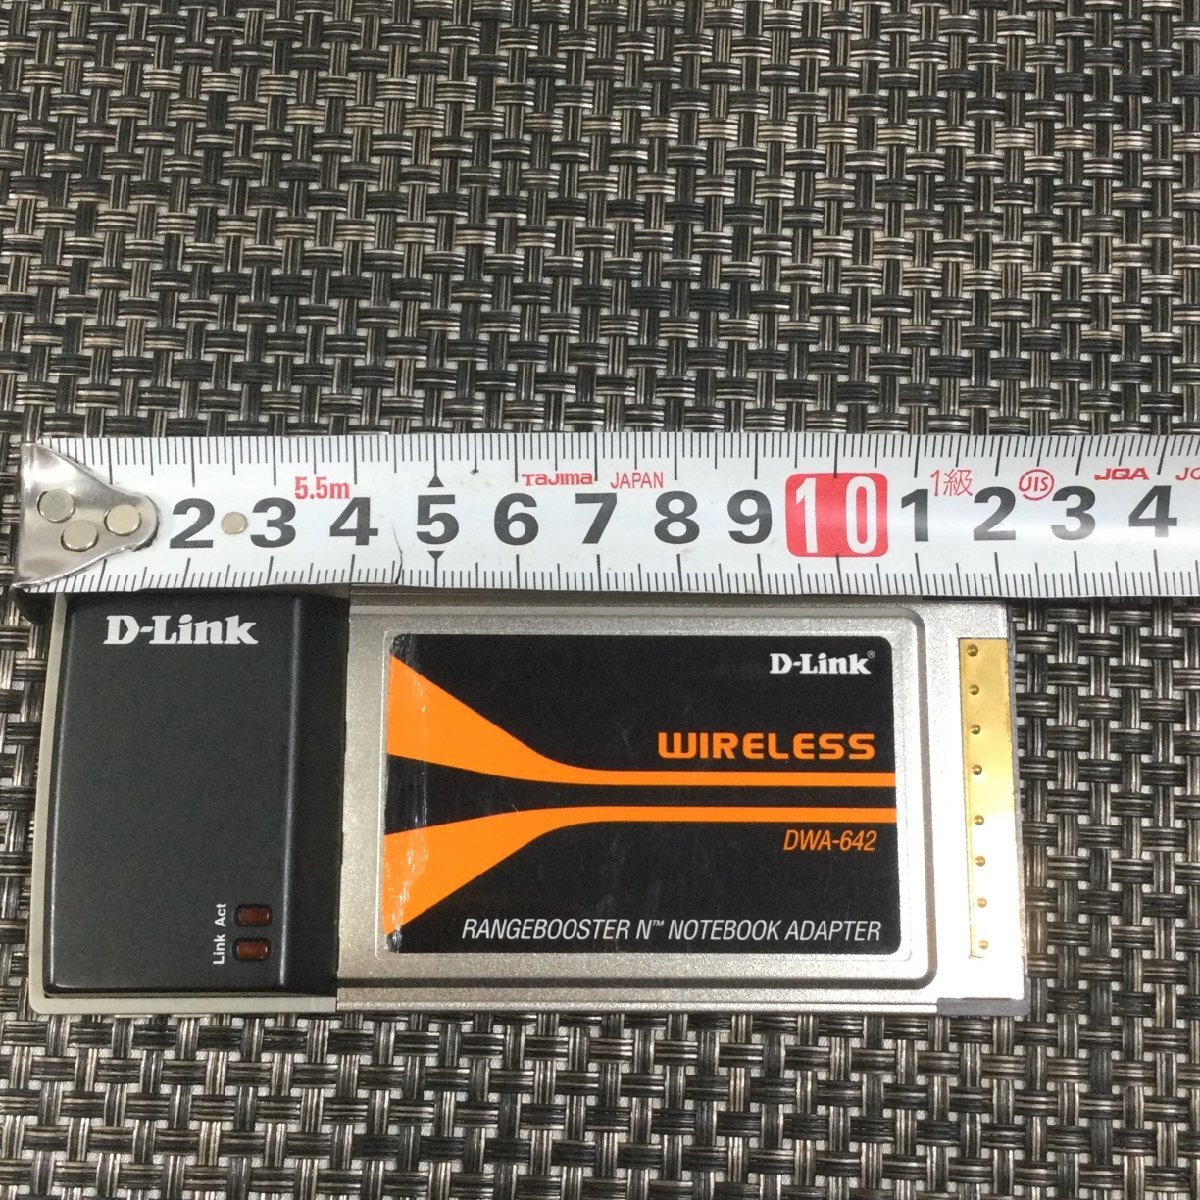 5.5m TaJima JAPAN 1級 JIS JQA
2 3 4 5 6 7 8 9 10 1 2 3 4
D-Link
D-Link®
WIRELESS
DWA-642
RANGEBOOSTER N™ NOTEBOOK ADAPTER
Link Act